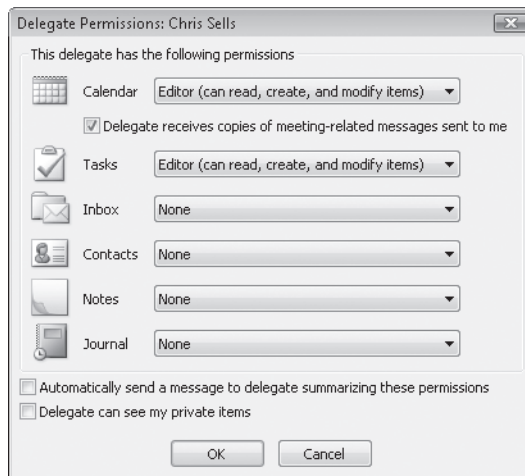 Delegate Permissions: Chris Sells
This delegate has the following permissions
Calendar Editor (can read, create, and modify items)
Delegate receives copies of meeting-related messages sent to me
Tasks Editor (can read, create, and modify items)
Inbox None
Contacts None
Notes None
Journal None
Automatically send a message to delegate summarizing these permissions
Delegate can see my private items
OK Cancel